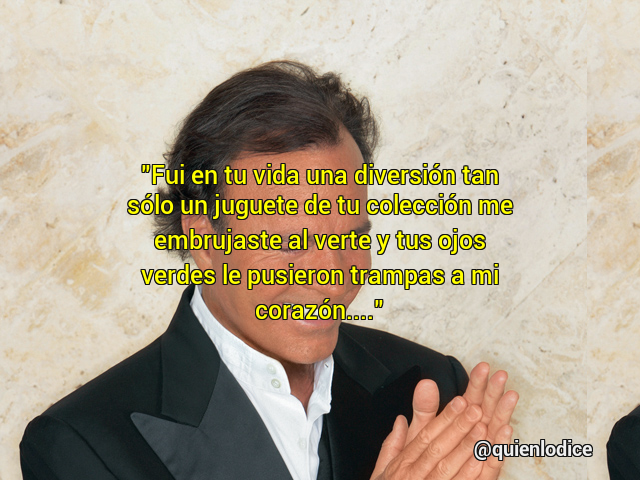 "Fui en tu vida una diversión tan
sólo un juguete de tu colección me
embrujaste al verte y tus ojos
verdes le pusieron trampas a mi
corazón...."
@quienlodice